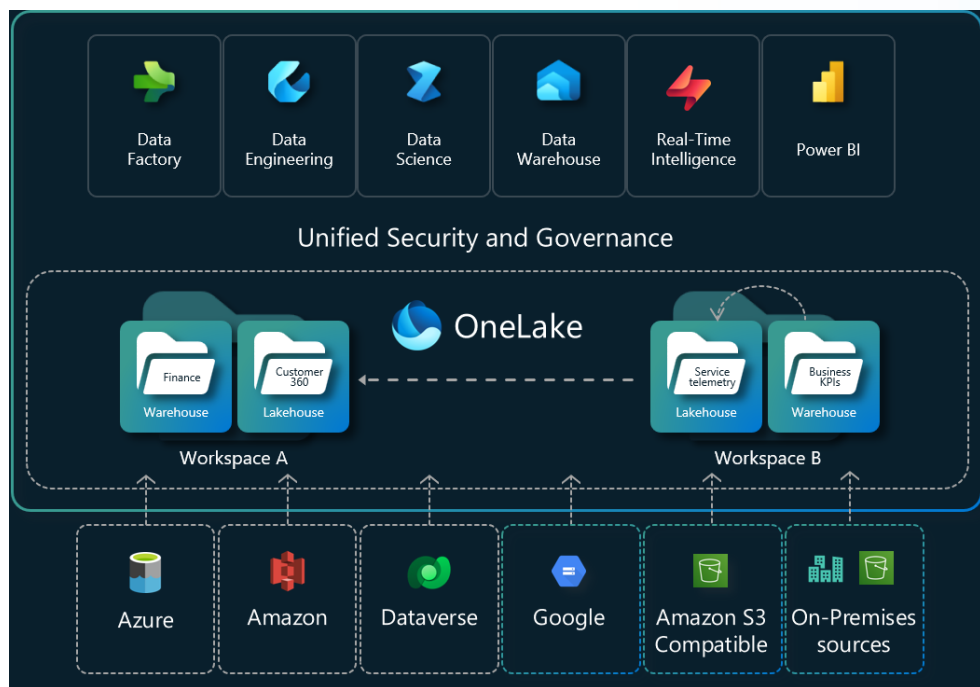 Data
Factory
Data
Engineering
Data
Science
Data
Warehouse
Real-Time
Intelligence
Power BI
Unified Security and Governance
OneLake
Finance
Warehouse
Customer
360
Lakehouse
Service
telemetry
Lakehouse
Business
KPIs
Warehouse
Workspace A
Workspace B
Azure
Amazon
Dataverse
Google
Amazon S3
Compatible
On-Premises
sources